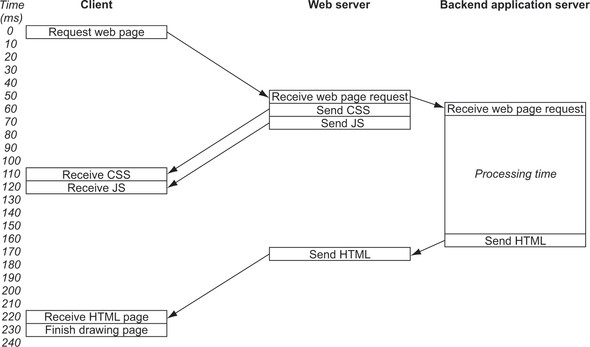 Time Client Web server Backend application server
(ms)
0 Request web page
10
20
30
40
50 Receive web page request
60 Send CSS Receive web page request
70 Send JS
80
90
100
110 Receive CSS Processing time
120 Receive JS
130
140
150
160 Send HTML
170 Send HTML
180
190
200
210
220 Receive HTML page
230 Finish drawing page
240